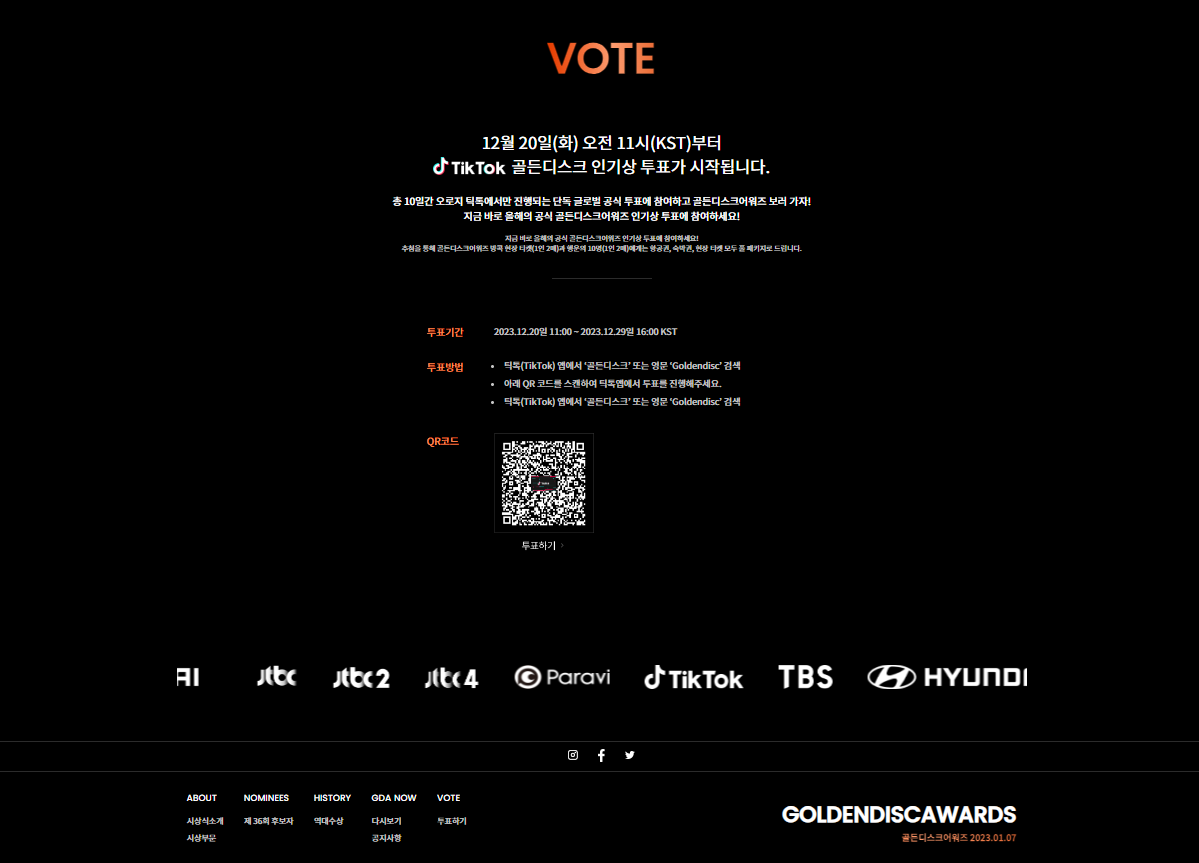 VOTE
12월 20일(화) 오전 11시(KST)부터
TikTok 골든디스크 인기상 투표가 시작됩니다.
총 10일간 오로지 틱톡에서만 진행되는 단독 글로벌 공식 투표에 참여하고 골든디스크어워즈 보러 가자!
지금 바로 올해의 공식 골든디스크어워즈 인기상 투표에 참여하세요!
지금 바로 올해의 공식 골든디스크어워즈 인기상 투표에 참여하세요!
추첨을 통해 골든디스크어워즈 방콕 현장 티켓(1인 2매)과 행운의 10명(1인 2매)에게는 항공권, 숙박권, 현장 티켓 모두 풀 패키지로 드립니다.
투표기간 2023.12.20일 11:00 ~ 2023.12.29일 16:00 KST
투표방법 • 틱톡(TikTok) 앱에서 ‘골든디스크’ 또는 영문 ‘Goldendisc’ 검색
• 아래 QR 코드를 스캔하여 틱톡앱에서 투표를 진행해주세요.
• 틱톡(TikTok) 앱에서 ‘골든디스크’ 또는 영문 ‘Goldendisc’ 검색
QR코드
투표하기 ›
AI jtbc jtbc 2 jtbc 4 Paravi TikTok TBS HYUNDI
ABOUT NOMINEES HISTORY GDA NOW VOTE
시상식소개 제 36회 후보자 역대수상 다시보기 투표하기
시상부문 공지사항
GOLDENDISCAWARDS
골든디스크어워즈 2023.01.07